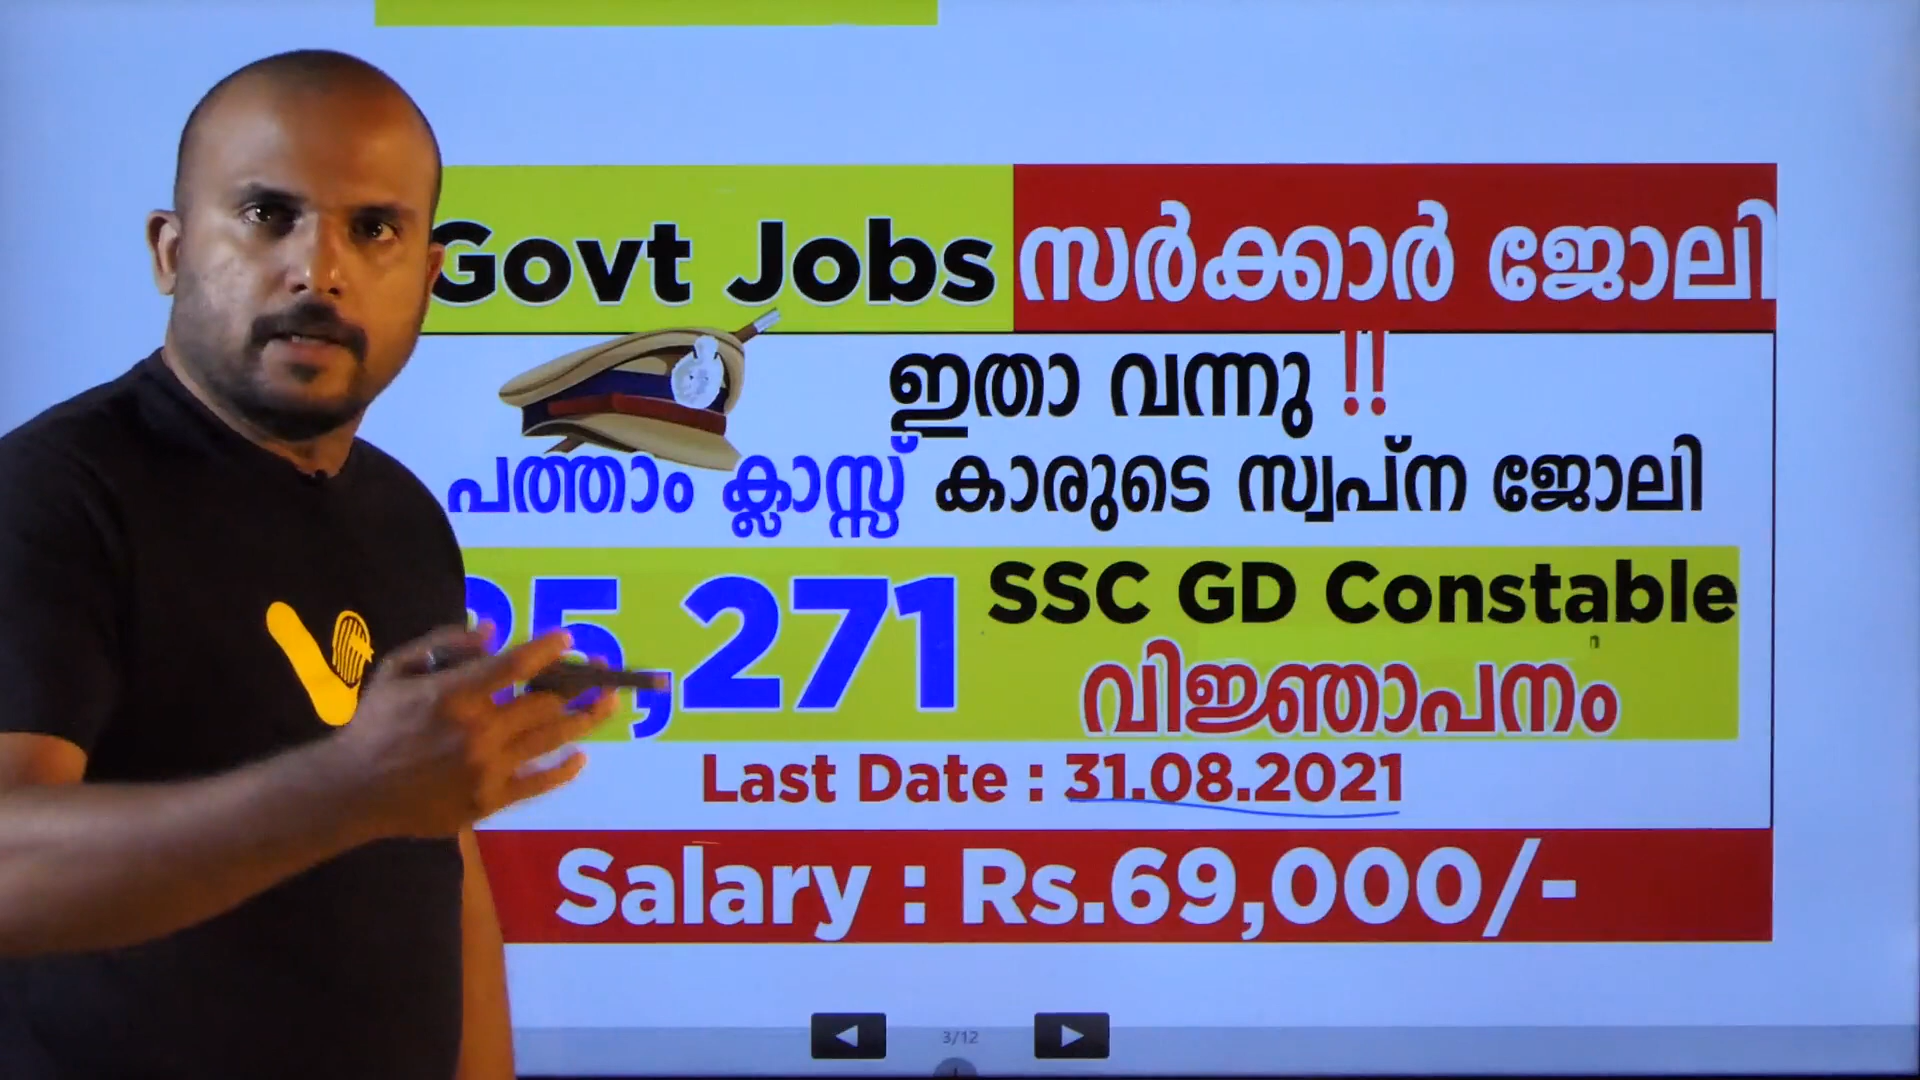 Govt Jobs സർക്കാർ ജോലി
ഇതാ വന്നു !!
പത്താം ക്ലാസ്സ് കാരുടെ സ്വപ്ന ജോലി
25,271 SSC GD Constable
വിജ്ഞാപനം
Last Date : 31.08.2021
Salary : Rs.69,000/-
3/12